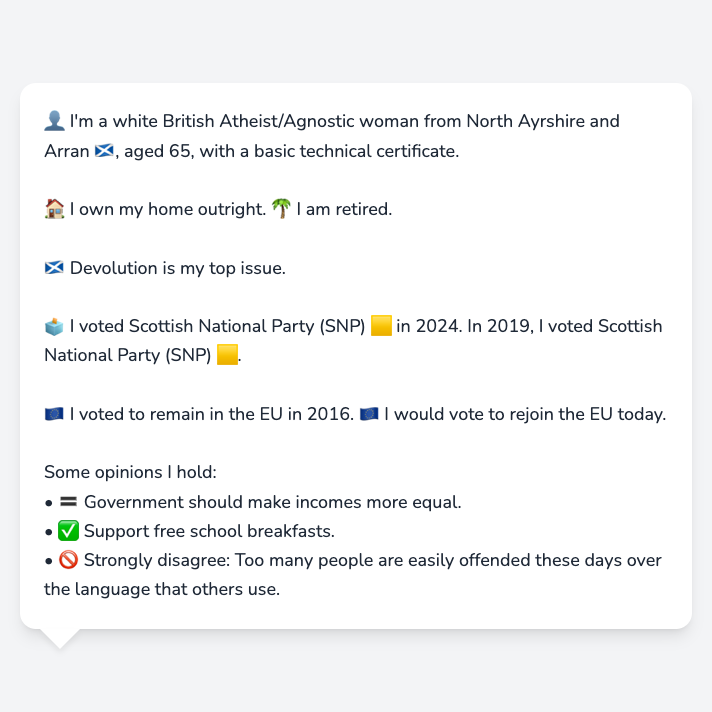 👤 I'm a white British Atheist/Agnostic woman from North Ayrshire and
Arran 🏴󠁧󠁢󠁳󠁣󠁴󠁿, aged 65, with a basic technical certificate.
🏠 I own my home outright. 🌴 I am retired.
🏴󠁧󠁢󠁳󠁣󠁴󠁿 Devolution is my top issue.
🗳️ I voted Scottish National Party (SNP) 🟨 in 2024. In 2019, I voted Scottish
National Party (SNP) 🟨.
🇪🇺 I voted to remain in the EU in 2016. 🇪🇺 I would vote to rejoin the EU today.
Some opinions I hold:
• 🟰 Government should make incomes more equal.
• ✅ Support free school breakfasts.
• 🚫 Strongly disagree: Too many people are easily offended these days over
the language that others use.